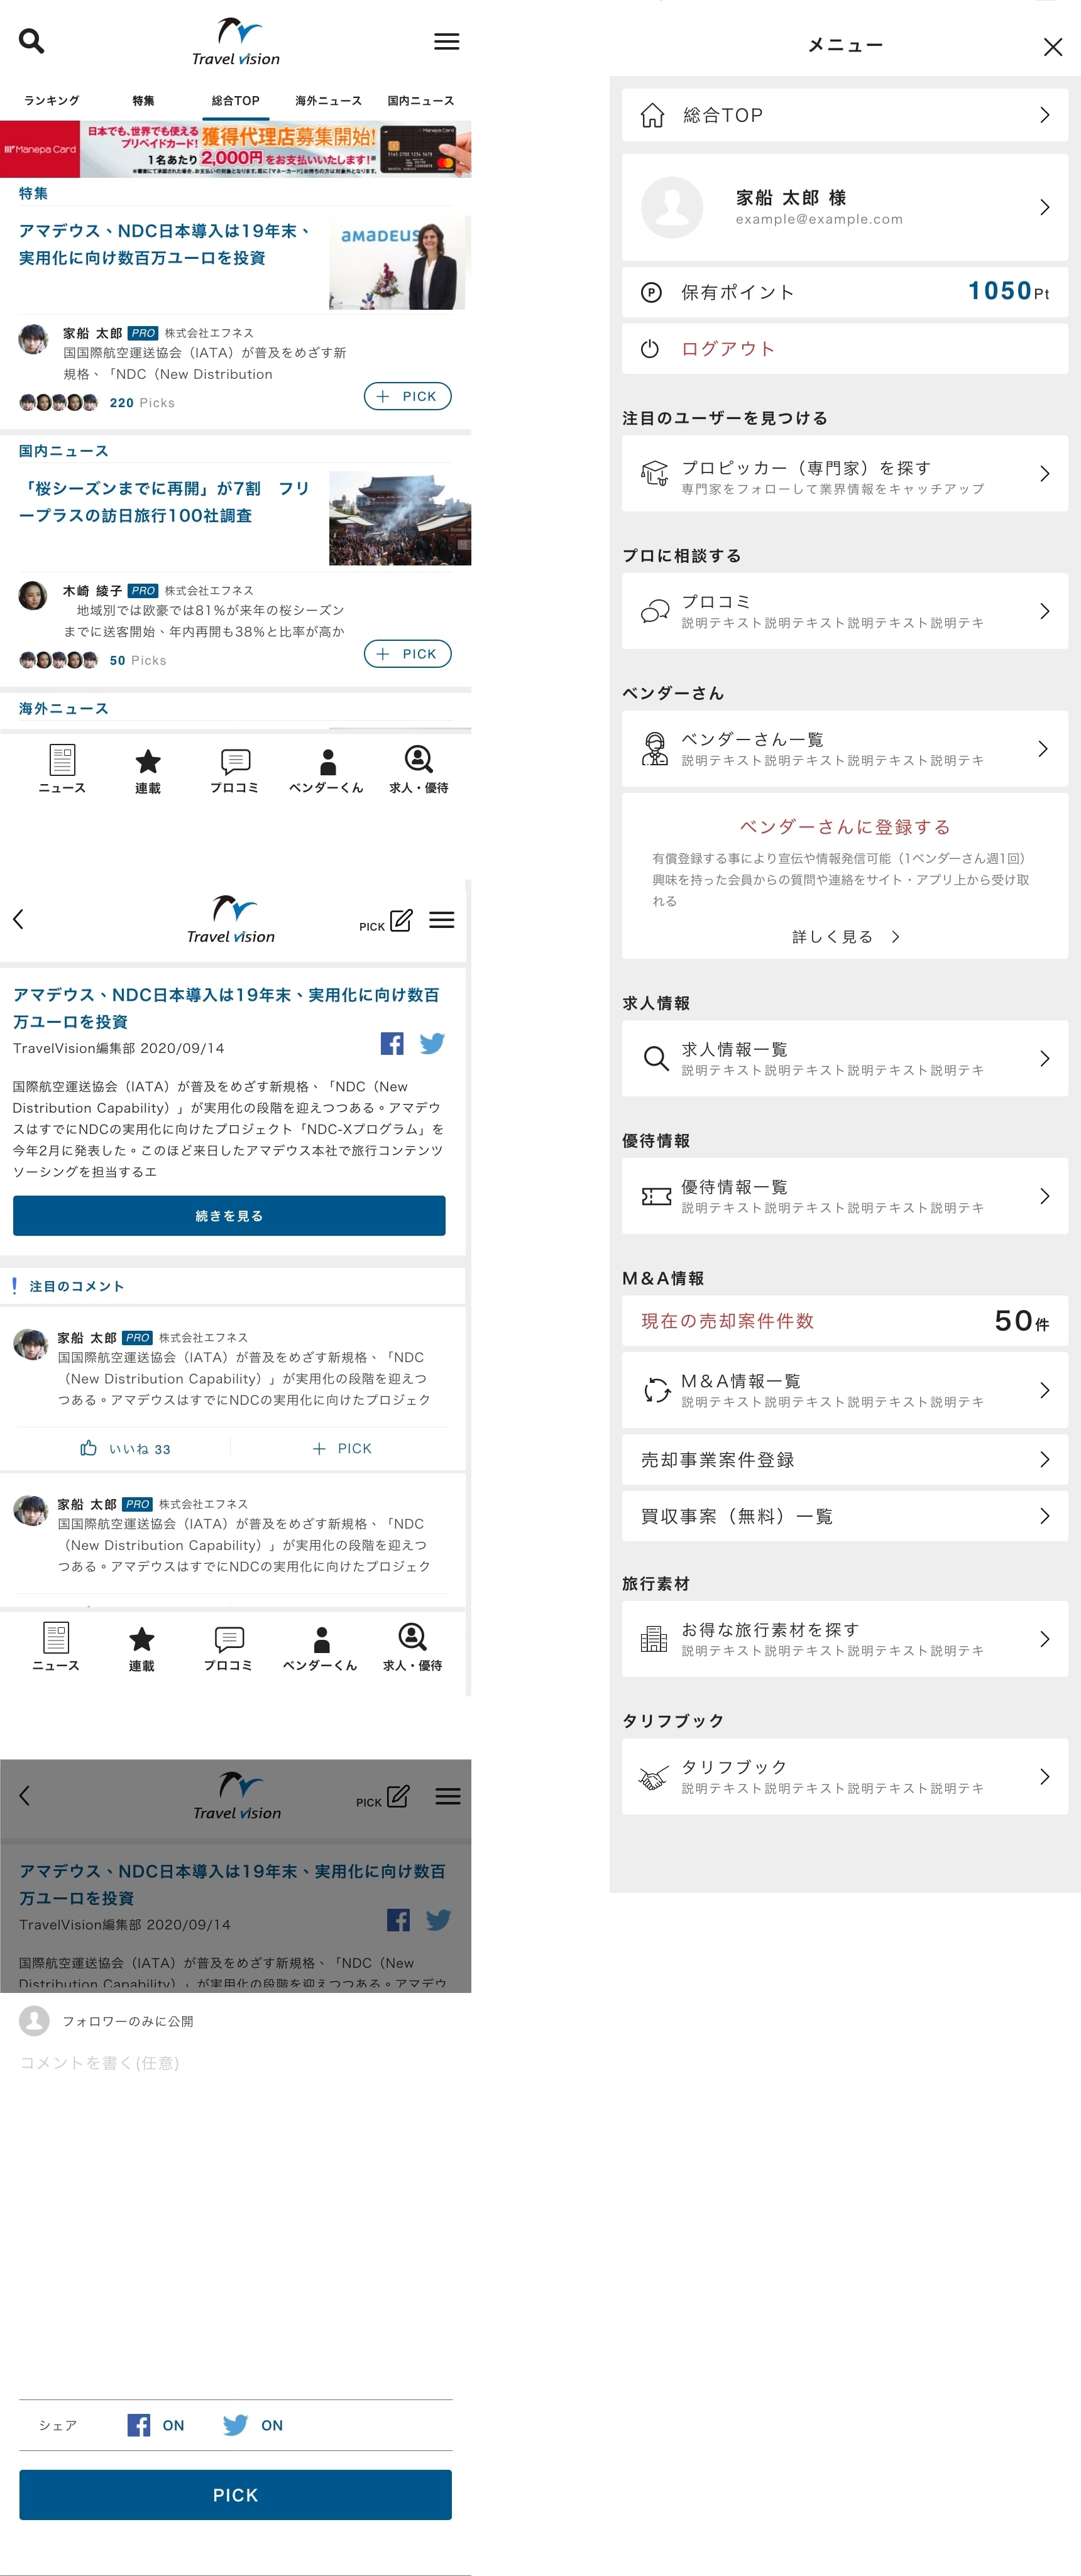 Travel vision
ランキング
特集
総合TOP
海外ニュース
国内ニュース
Manepa Card
日本でも、世界でも使える
プリペイドカード!
獲得代理店募集開始!
1名あたり 2,000円をお支払いいたします!※
Manepa Card
特集
アマデウス、NDC日本導入は19年末、
実用化に向け数百万ユーロを投資
AMADEUS
家船 太郎 PRO 株式会社エフネス
国国際航空運送協会（IATA）が普及をめざす新
規格、「NDC（New Distribution
220 Picks
+ PICK
国内ニュース
「桜シーズンまでに再開」が7割　フリ
ープラスの訪日旅行100社調査
木崎 綾子 PRO 株式会社エフネス
地域別では欧豪では81%が来年の桜シーズン
までに送客開始、年内再開も38%と比率が高か
50 Picks
+ PICK
海外ニュース
ニュース
連載
プロコミ
ベンダーくん
求人・優待
Travel vision
PICK
アマデウス、NDC日本導入は19年末、実用化に向け数百
万ユーロを投資
TravelVision編集部 2020/09/14
国際航空運送協会（IATA）が普及をめざす新規格、「NDC（New
Distribution Capability）」が実用化の段階を迎えつつある。アマデウ
スはすでにNDCの実用化に向けたプロジェクト「NDC-Xプログラム」を
今年2月に発表した。このほど来日したアマデウス本社で旅行コンテンツ
ソーシングを担当するエ
続きを見る
注目のコメント
家船 太郎 PRO 株式会社エフネス
国国際航空運送協会（IATA）が普及をめざす新規格、「NDC
（New Distribution Capability）」が実用化の段階を迎えつ
つある。アマデウスはすでにNDCの実用化に向けたプロジェク
いいね 33
+ PICK
家船 太郎 PRO 株式会社エフネス
国国際航空運送協会（IATA）が普及をめざす新規格、「NDC
（New Distribution Capability）」が実用化の段階を迎えつ
つある。アマデウスはすでにNDCの実用化に向けたプロジェク
ニュース
連載
プロコミ
ベンダーくん
求人・優待
Travel vision
PICK
アマデウス、NDC日本導入は19年末、実用化に向け数百
万ユーロを投資
TravelVision編集部 2020/09/14
国際航空運送協会（IATA）が普及をめざす新規格、「NDC（New
Distribution Capability）」が実用化の段階を迎えつつある。アマデウ
フォロワーのみに公開
コメントを書く(任意)
シェア
ON
ON
PICK
メニュー
総合TOP
家船 太郎 様
example@example.com
P 保有ポイント
1050Pt
ログアウト
注目のユーザーを見つける
プロピッカー（専門家）を探す
専門家をフォローして業界情報をキャッチアップ
プロに相談する
プロコミ
説明テキスト説明テキスト説明テキスト説明テキ
ベンダーさん
ベンダーさん一覧
説明テキスト説明テキスト説明テキスト説明テキ
ベンダーさんに登録する
有償登録する事により宣伝や情報発信可能（1ベンダーさん週1回）
興味を持った会員からの質問や連絡をサイト・アプリ上から受け取
れる
詳しく見る
求人情報
求人情報一覧
説明テキスト説明テキスト説明テキスト説明テキ
優待情報
優待情報一覧
説明テキスト説明テキスト説明テキスト説明テキ
M&A情報
現在の売却案件件数
50件
M&A情報一覧
説明テキスト説明テキスト説明テキスト説明テキ
売却事業案件登録
買収事案（無料）一覧
旅行素材
お得な旅行素材を探す
説明テキスト説明テキスト説明テキスト説明テキ
タリフブック
タリフブック
説明テキスト説明テキスト説明テキスト説明テキ